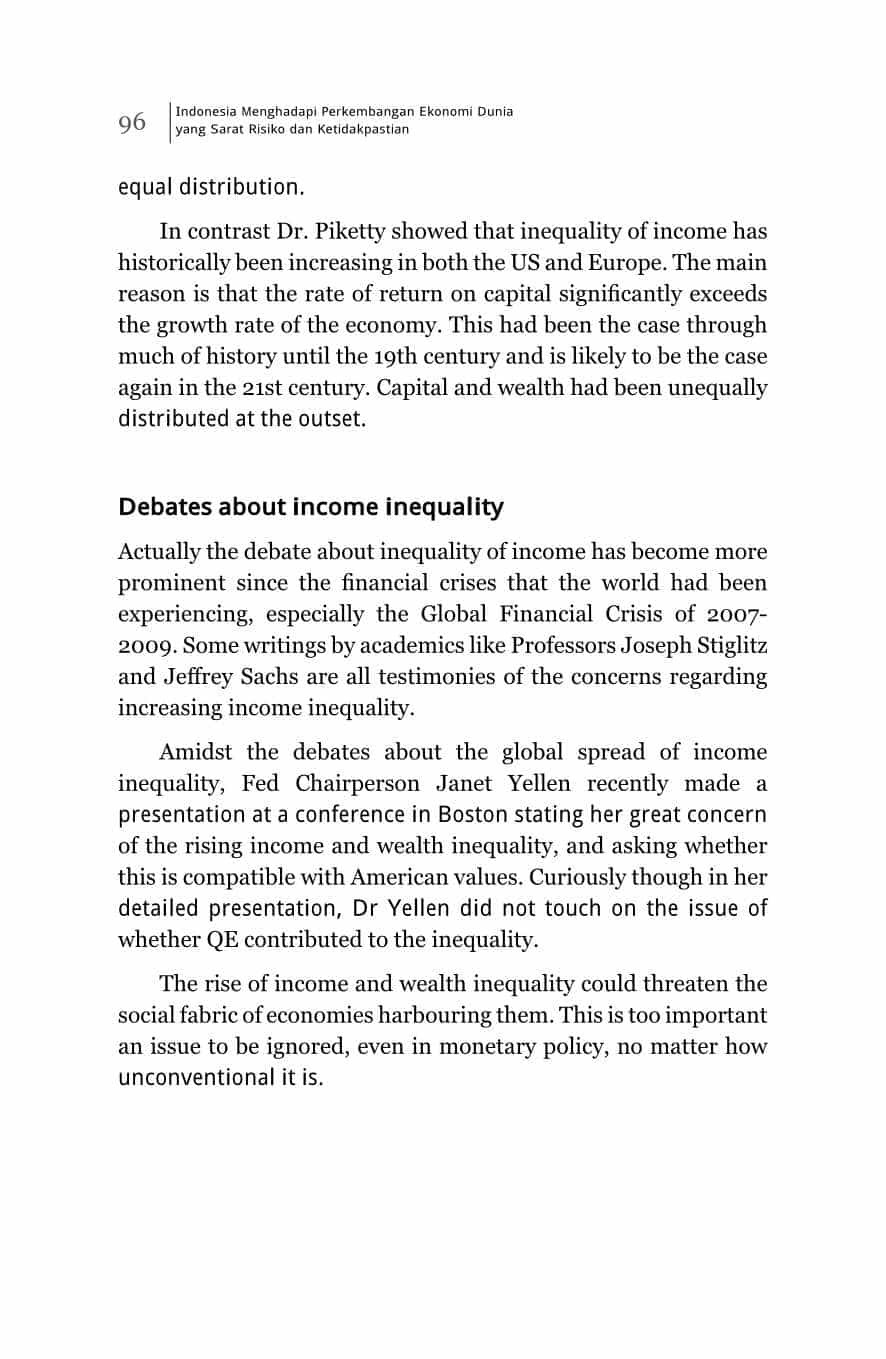 96
Indonesia Menghadapi Perkembangan Ekonomi Dunia
yang Sarat Risiko dan Ketidakpastian
equal distribution.
In contrast Dr. Piketty showed that inequality of income has
historically been increasing in both the US and Europe. The main
reason is that the rate of return on capital significantly exceeds
the growth rate of the economy. This had been the case through
much of history until the 19th century and is likely to be the case
again in the 21st century. Capital and wealth had been unequally
distributed at the outset.
Debates about income inequality
Actually the debate about inequality of income has become more
prominent since the financial crises that the world had been
experiencing, especially the Global Financial Crisis of 2007-
2009. Some writings by academics like Professors Joseph Stiglitz
and Jeffrey Sachs are all testimonies of the concerns regarding
increasing income inequality.
Amidst the debates about the global spread of income
inequality, Fed Chairperson Janet Yellen recently made a
presentation at a conference in Boston stating her great concern
of the rising income and wealth inequality, and asking whether
this is compatible with American values. Curiously though in her
detailed presentation, Dr Yellen did not touch on the issue of
whether QE contributed to the inequality.
The rise of income and wealth inequality could threaten the
social fabric of economies harbouring them. This is too important
an issue to be ignored, even in monetary policy, no matter how
unconventional it is.